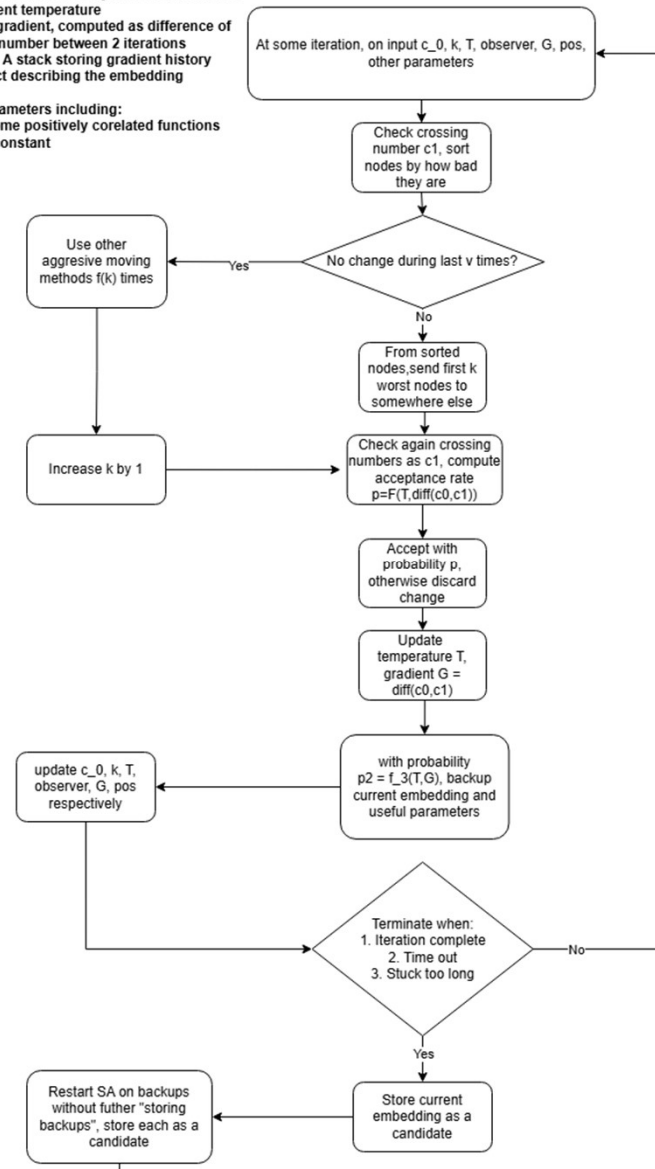 ent temperature
gradient, computed as difference of
number between 2 iterations
A stack storing gradient history
ct describing the embedding
ameters including:
me positively corelated functions
onstant
At some iteration, on input c_0, k, T, observer, G, pos,
other parameters
Check crossing
number c1, sort
nodes by how bad
they are
No change during last v times?
Yes
Use other
aggresive moving
methods f(k) times
No
From sorted
nodes,send first k
worst nodes to
somewhere else
Increase k by 1
Check again crossing
numbers as c1, compute
acceptance rate
p=F(T,diff(c0,c1))
Accept with
probability p,
otherwise discard
change
Update
temperature T,
gradient G =
diff(c0,c1)
with probability
p2 = f_3(T,G), backup
current embedding and
useful parameters
update c_0, k, T,
observer, G, pos
respectively
Terminate when:
1. Iteration complete
2. Time out
3. Stuck too long
No
Yes
Store current
embedding as a
candidate
Restart SA on backups
without futher "storing
backups", store each as a
candidate